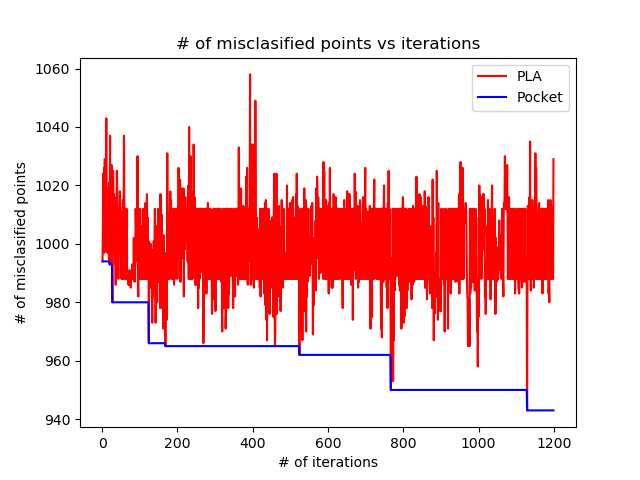 # of misclasified points vs iterations
PLA
Pocket
1060
1040
1020
1000
980
960
940
# of misclassified points
0
200
400
600
800
1000
1200
# of iterations